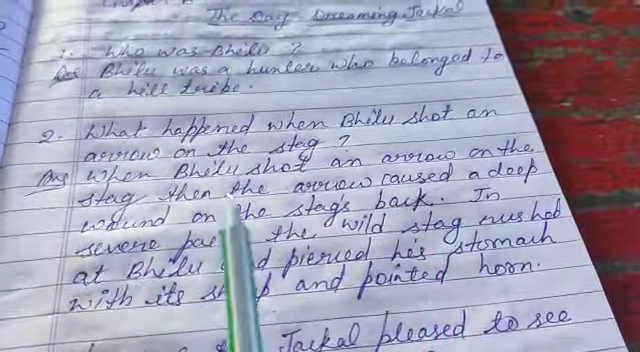 The Day Dreaming Jackal
1. Who was Bhilu ?
Ans Bhilu was a hunter who belonged to
a hill tribe.
2. What happened when Bhilu shot an
arrow on the stag ?
Ans When Bhilu shot an arrow on the
stag then the arrow caused a deep
wound on the stag's back. In
severe the wild stag rushed
at Bhilu and pierced his stomach
with its and pointed horn.
Jackal pleased to see